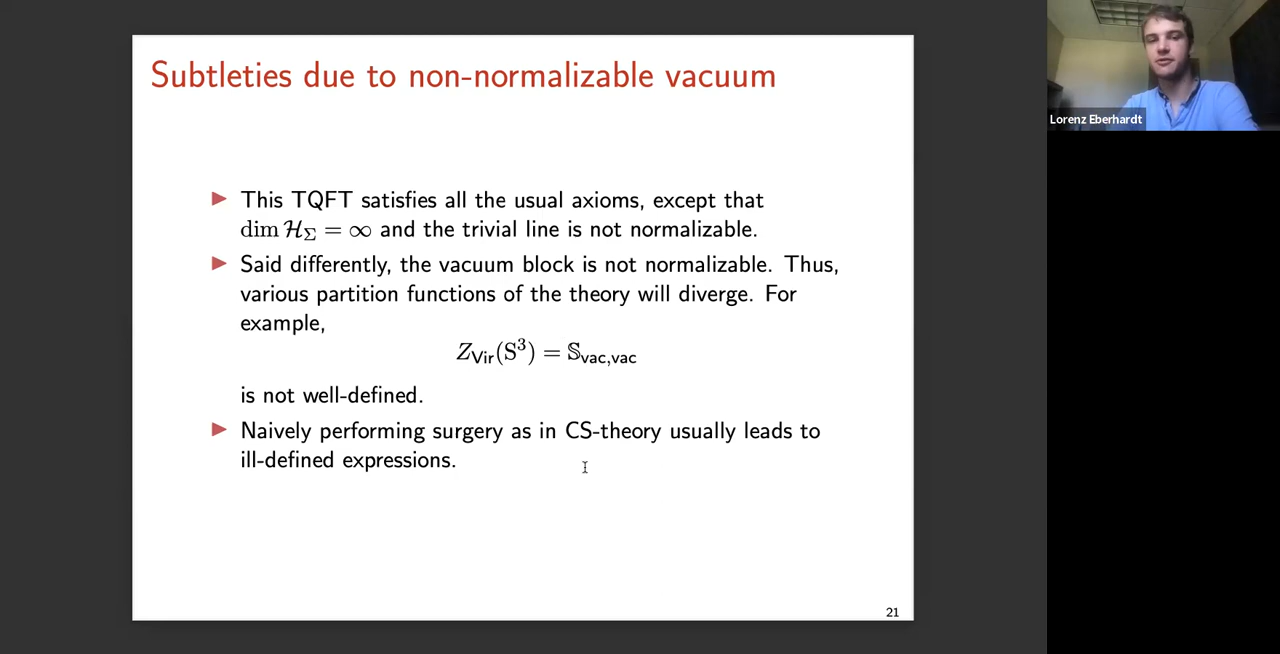 Subtleties due to non-normalizable vacuum
Lorenz Eberhardt
▶ This TQFT satisfies all the usual axioms, except that
dim ℋ_Σ = ∞ and the trivial line is not normalizable.
▶ Said differently, the vacuum block is not normalizable. Thus,
various partition functions of the theory will diverge. For
example,
Z_Vir(S³) = 𝕊_vac,vac
is not well-defined.
▶ Naively performing surgery as in CS-theory usually leads to
ill-defined expressions.
21